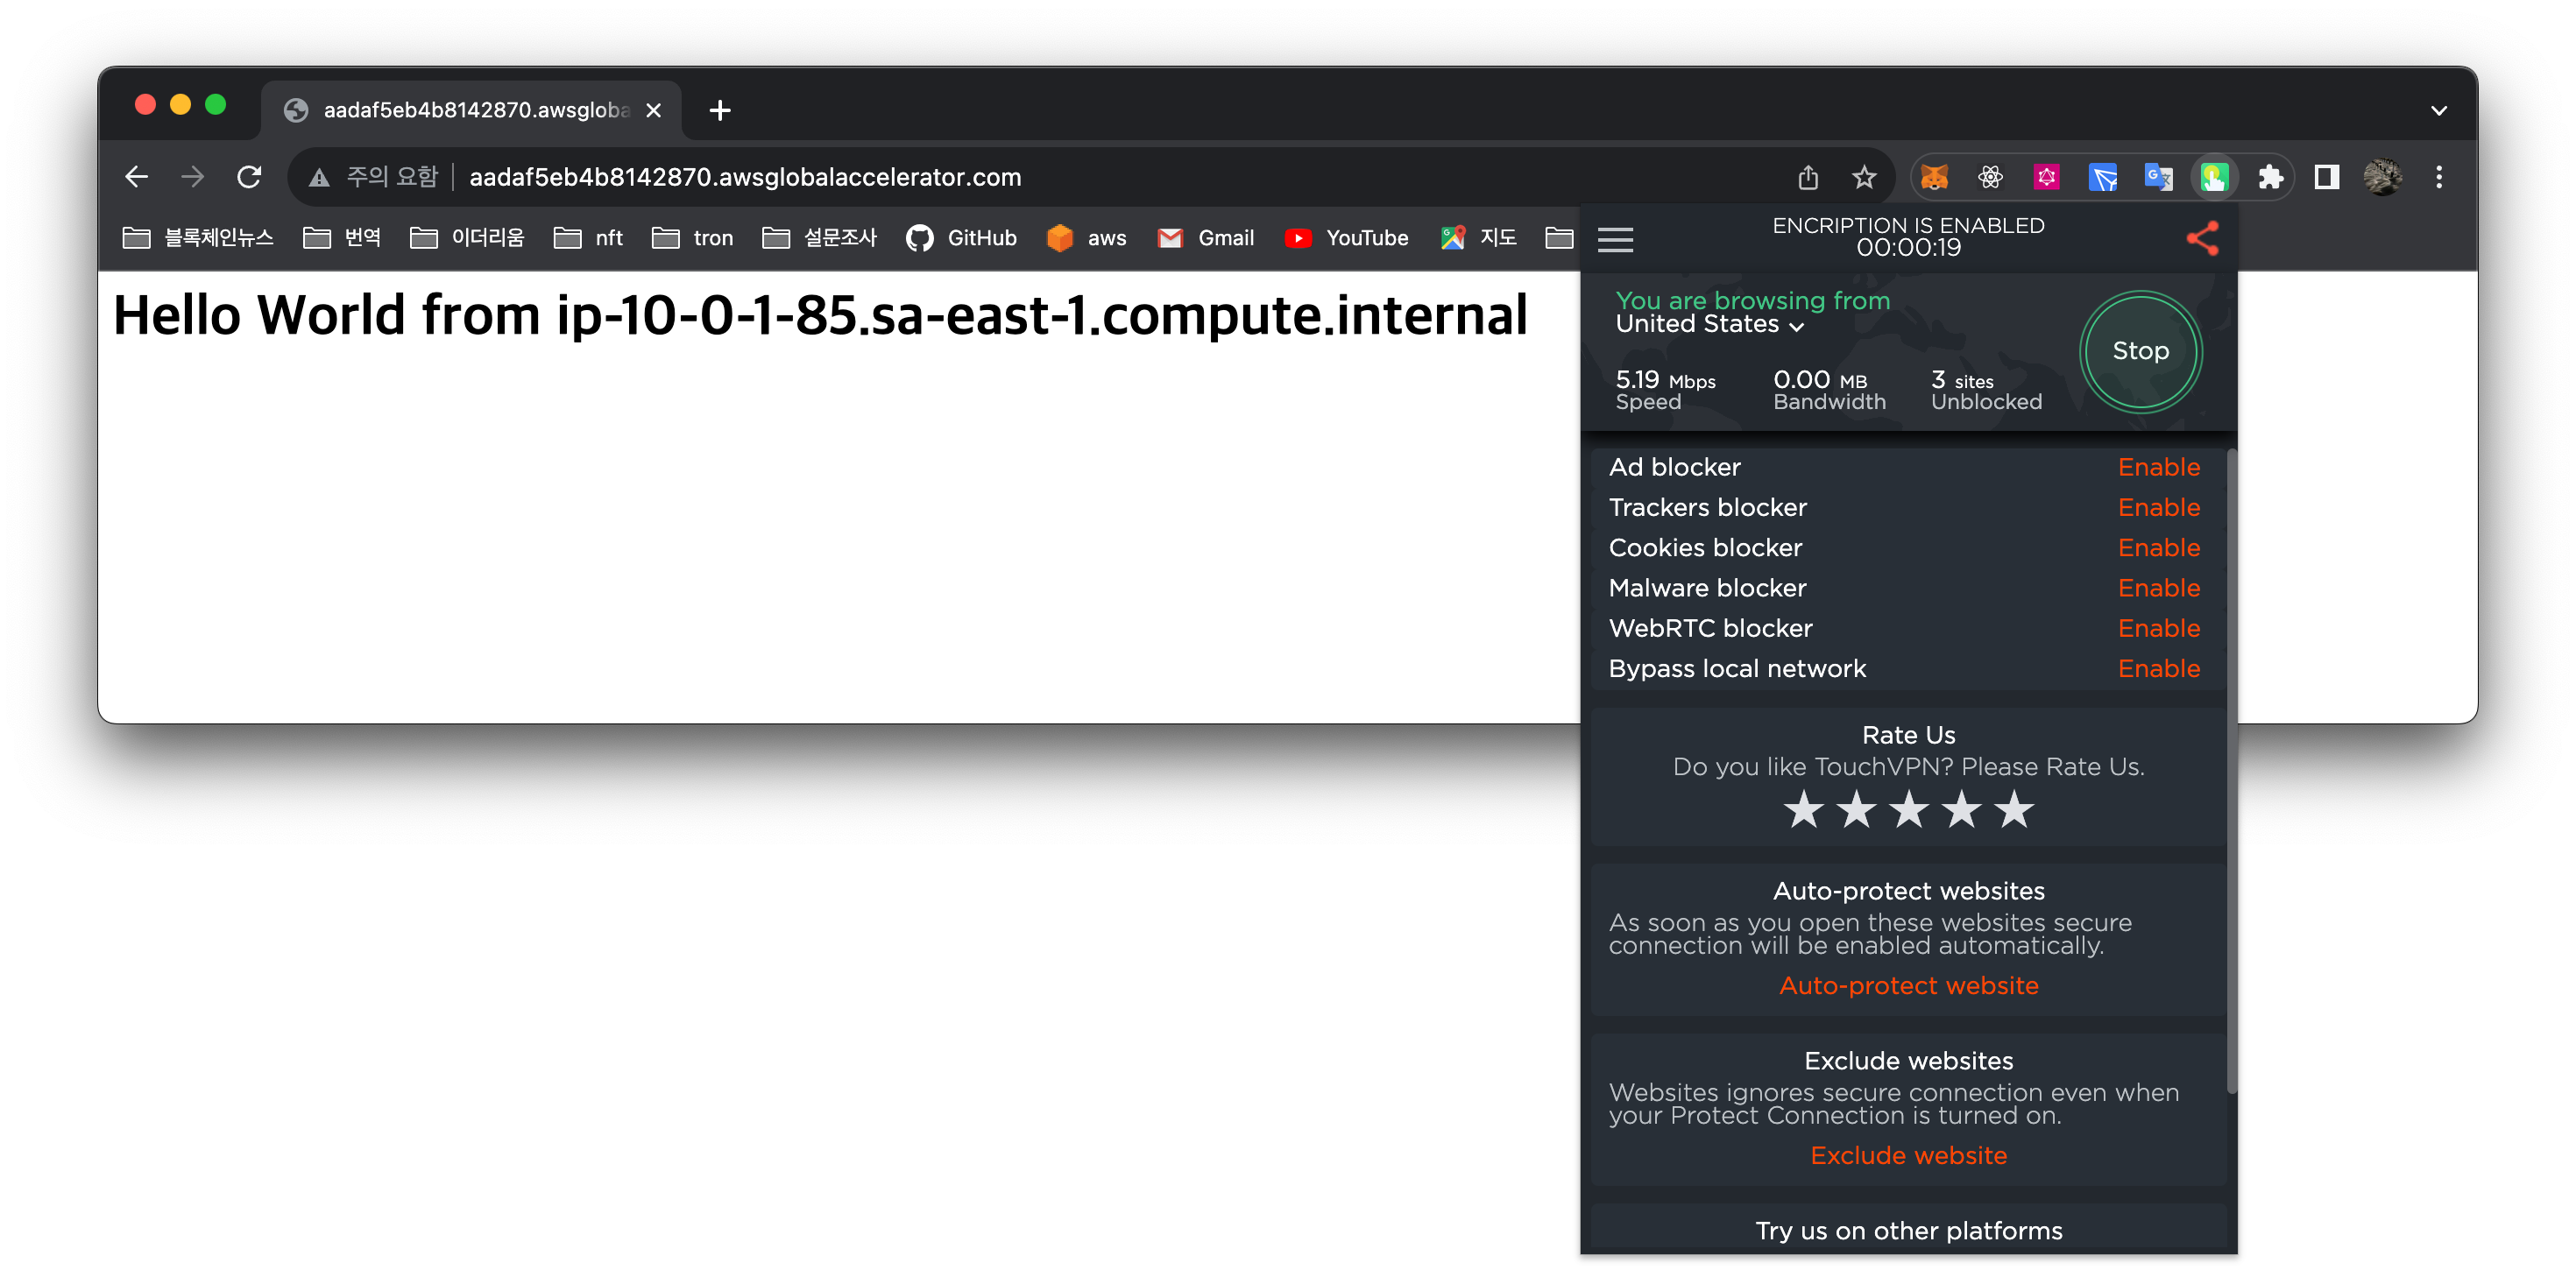 aadaf5eb4b8142870.awsgloba
주의 요함 aadaf5eb4b8142870.awsglobalaccelerator.com
블록체인뉴스 번역 이더리움 nft tron 설문조사 GitHub aws Gmail YouTube 지도
Hello World from ip-10-0-1-85.sa-east-1.compute.internal
ENCRIPTION IS ENABLED
00:00:19
You are browsing from
United States
Stop
5.19 Mbps 0.00 MB 3 sites
Speed Bandwidth Unblocked
Ad blocker Enable
Trackers blocker Enable
Cookies blocker Enable
Malware blocker Enable
WebRTC blocker Enable
Bypass local network Enable
Rate Us
Do you like TouchVPN? Please Rate Us.
Auto-protect websites
As soon as you open these websites secure
connection will be enabled automatically.
Auto-protect website
Exclude websites
Websites ignores secure connection even when
your Protect Connection is turned on.
Exclude website
Try us on other platforms